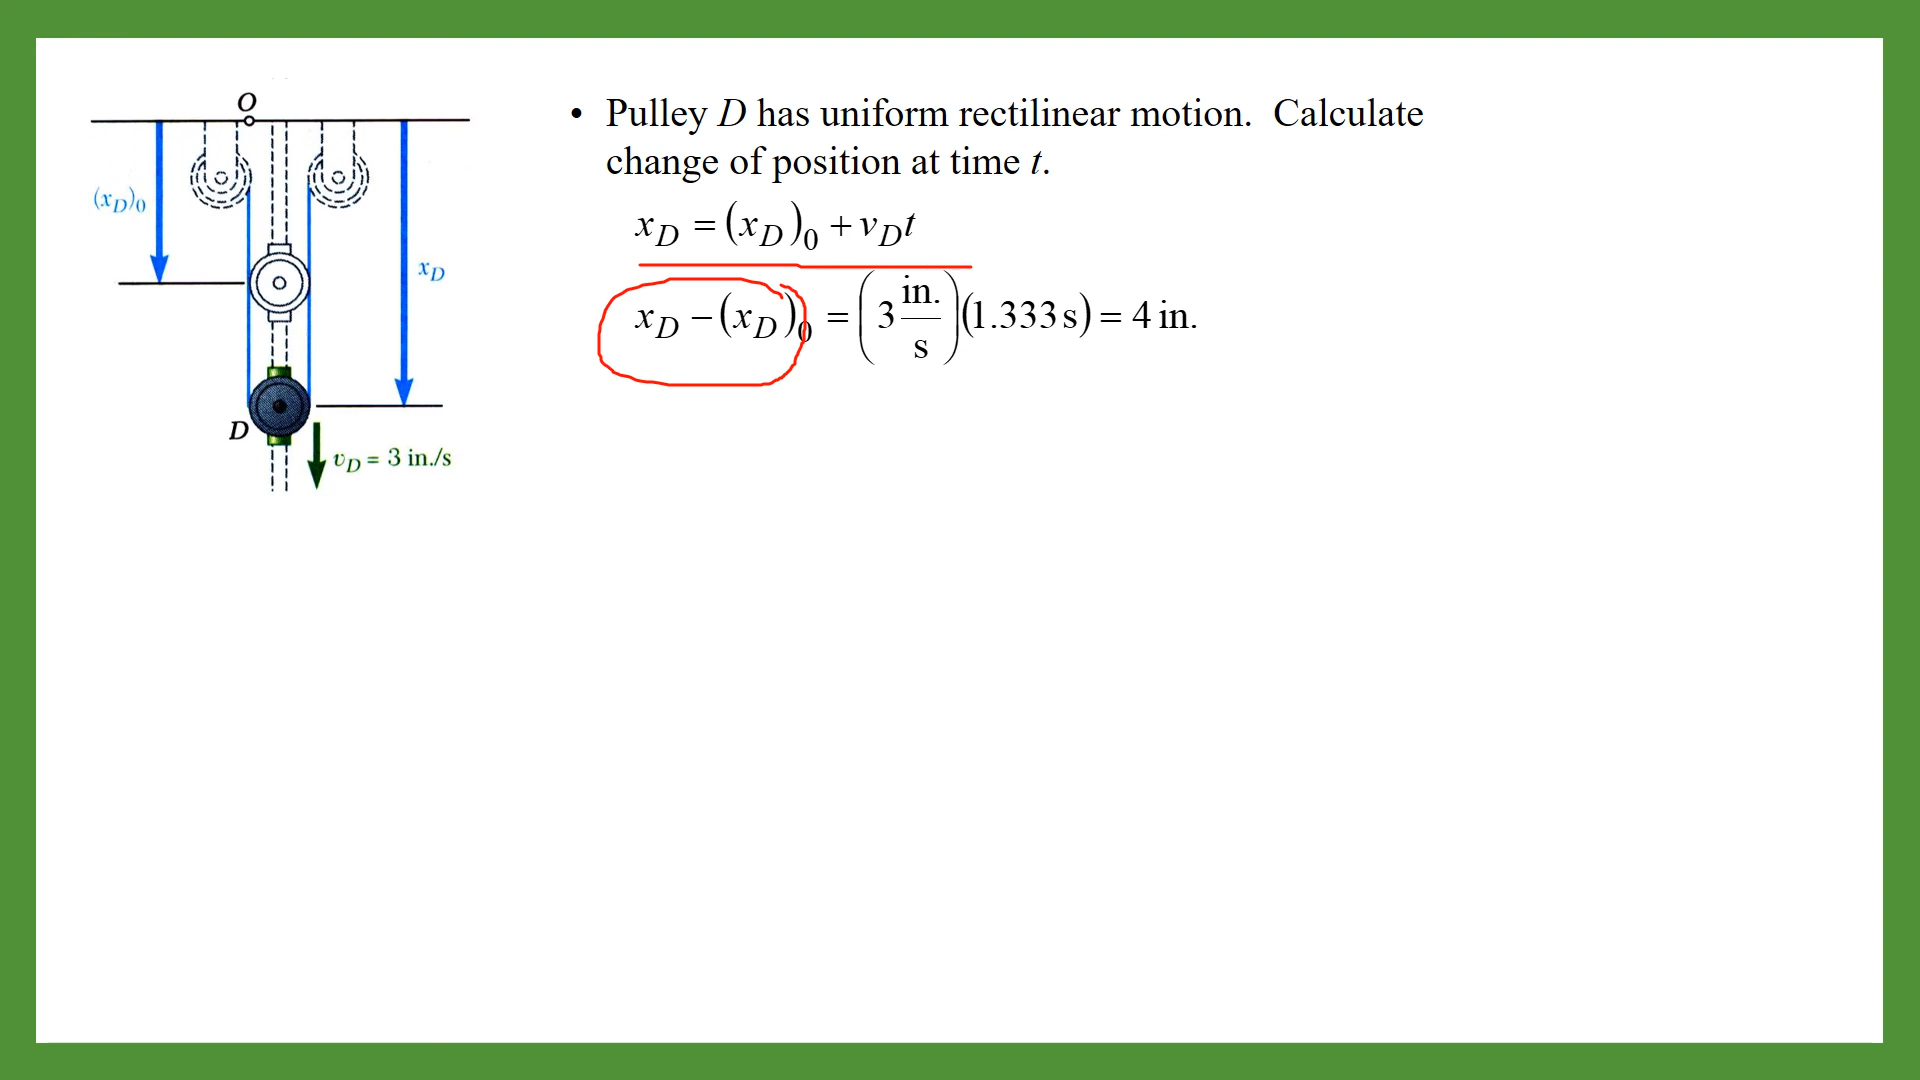 O
(x_D)_0
x_D
D
v_D = 3 in./s
• Pulley D has uniform rectilinear motion. Calculate
change of position at time t.
x_D = (x_D)_0 + v_D t
x_D − (x_D)_0 = (3 in./s)(1.333 s) = 4 in.